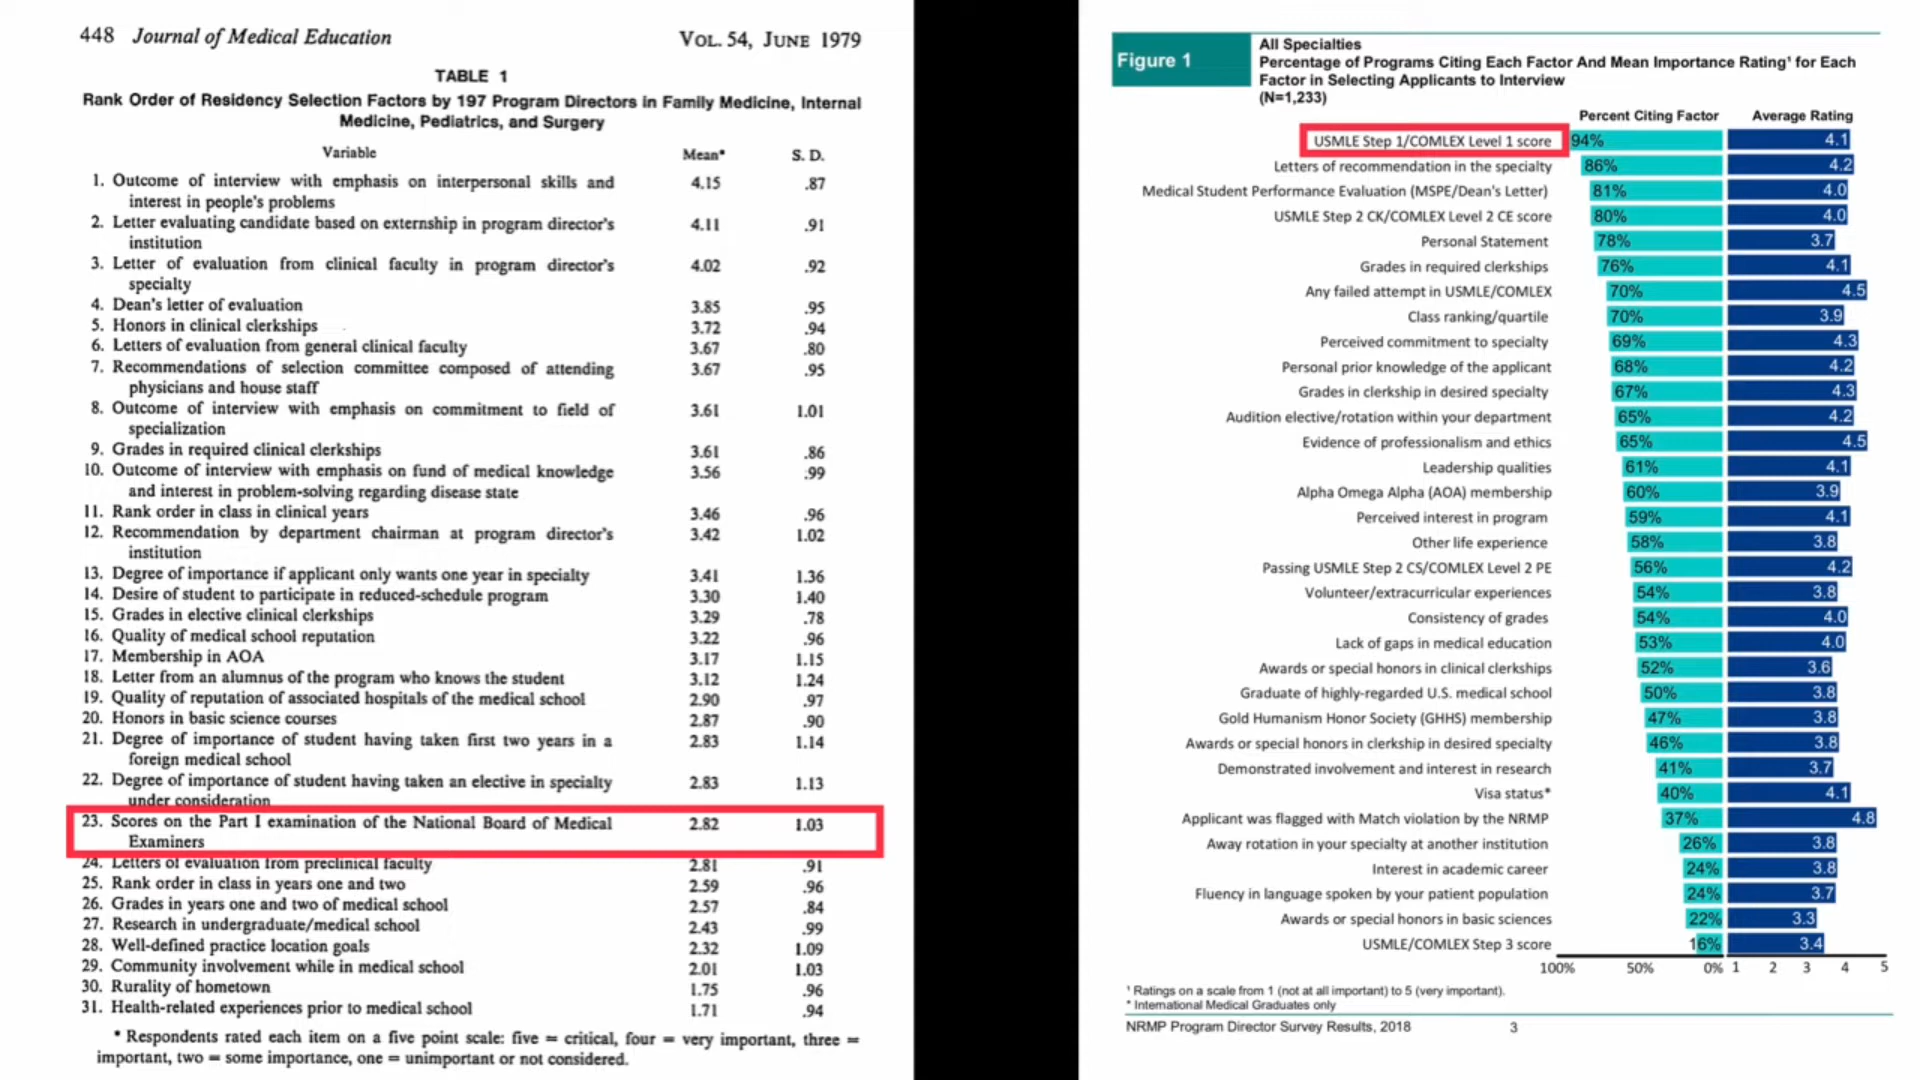 448 Journal of Medical Education VOL. 54, JUNE 1979
TABLE 1
Rank Order of Residency Selection Factors by 197 Program Directors in Family Medicine, Internal
Medicine, Pediatrics, and Surgery
Variable Mean* S. D.
1. Outcome of interview with emphasis on interpersonal skills and 4.15 .87
interest in people's problems
2. Letter evaluating candidate based on externship in program director's 4.11 .91
institution
3. Letter of evaluation from clinical faculty in program director's 4.02 .92
specialty
4. Dean's letter of evaluation 3.85 .95
5. Honors in clinical clerkships 3.72 .94
6. Letters of evaluation from general clinical faculty 3.67 .80
7. Recommendations of selection committee composed of attending 3.67 .95
physicians and house staff
8. Outcome of interview with emphasis on commitment to field of 3.61 1.01
specialization
9. Grades in required clinical clerkships 3.61 .86
10. Outcome of interview with emphasis on fund of medical knowledge 3.56 .99
and interest in problem-solving regarding disease state
11. Rank order in class in clinical years 3.46 .96
12. Recommendation by department chairman at program director's 3.42 1.02
institution
13. Degree of importance if applicant only wants one year in specialty 3.41 1.36
14. Desire of student to participate in reduced-schedule program 3.30 1.40
15. Grades in elective clinical clerkships 3.29 .78
16. Quality of medical school reputation 3.22 .96
17. Membership in AOA 3.17 1.15
18. Letter from an alumnus of the program who knows the student 3.12 1.24
19. Quality of reputation of associated hospitals of the medical school 2.90 .97
20. Honors in basic science courses 2.87 .90
21. Degree of importance of student having taken first two years in a 2.83 1.14
foreign medical school
22. Degree of importance of student having taken an elective in specialty 2.83 1.13
under consideration
23. Scores on the Part I examination of the National Board of Medical 2.82 1.03
Examiners
24. Letters of evaluation from preclinical faculty 2.81 .91
25. Rank order in class in years one and two 2.59 .96
26. Grades in years one and two of medical school 2.57 .84
27. Research in undergraduate/medical school 2.43 .99
28. Well-defined practice location goals 2.32 1.09
29. Community involvement while in medical school 2.01 1.03
30. Rurality of hometown 1.75 .96
31. Health-related experiences prior to medical school 1.71 .94
* Respondents rated each item on a five point scale: five = critical, four = very important, three =
important, two = some importance, one = unimportant or not considered.
Figure 1
All Specialties
Percentage of Programs Citing Each Factor And Mean Importance Rating¹ for Each
Factor in Selecting Applicants to Interview
(N=1,233)
Percent Citing Factor Average Rating
USMLE Step 1/COMLEX Level 1 score 94% 4.1
Letters of recommendation in the specialty 86% 4.2
Medical Student Performance Evaluation (MSPE/Dean's Letter) 81% 4.0
USMLE Step 2 CK/COMLEX Level 2 CE score 80% 4.0
Personal Statement 78% 3.7
Grades in required clerkships 76% 4.1
Any failed attempt in USMLE/COMLEX 70% 4.5
Class ranking/quartile 70% 3.9
Perceived commitment to specialty 69% 4.3
Personal prior knowledge of the applicant 68% 4.2
Grades in clerkship in desired specialty 67% 4.3
Audition elective/rotation within your department 65% 4.2
Evidence of professionalism and ethics 65% 4.5
Leadership qualities 61% 4.1
Alpha Omega Alpha (AOA) membership 60% 3.9
Perceived interest in program 59% 4.1
Other life experience 58% 3.8
Passing USMLE Step 2 CS/COMLEX Level 2 PE 56% 4.2
Volunteer/extracurricular experiences 54% 3.8
Consistency of grades 54% 4.0
Lack of gaps in medical education 53% 4.0
Awards or special honors in clinical clerkships 52% 3.6
Graduate of highly-regarded U.S. medical school 50% 3.8
Gold Humanism Honor Society (GHHS) membership 47% 3.8
Awards or special honors in clerkship in desired specialty 46% 3.8
Demonstrated involvement and interest in research 41% 3.7
Visa status* 40% 4.1
Applicant was flagged with Match violation by the NRMP 37% 4.8
Away rotation in your specialty at another institution 26% 3.8
Interest in academic career 24% 3.8
Fluency in language spoken by your patient population 24% 3.7
Awards or special honors in basic sciences 22% 3.3
USMLE/COMLEX Step 3 score 16% 3.4
100% 50% 0% 1 2 3 4 5
¹ Ratings on a scale from 1 (not at all important) to 5 (very important).
* International Medical Graduates only
NRMP Program Director Survey Results, 2018 3